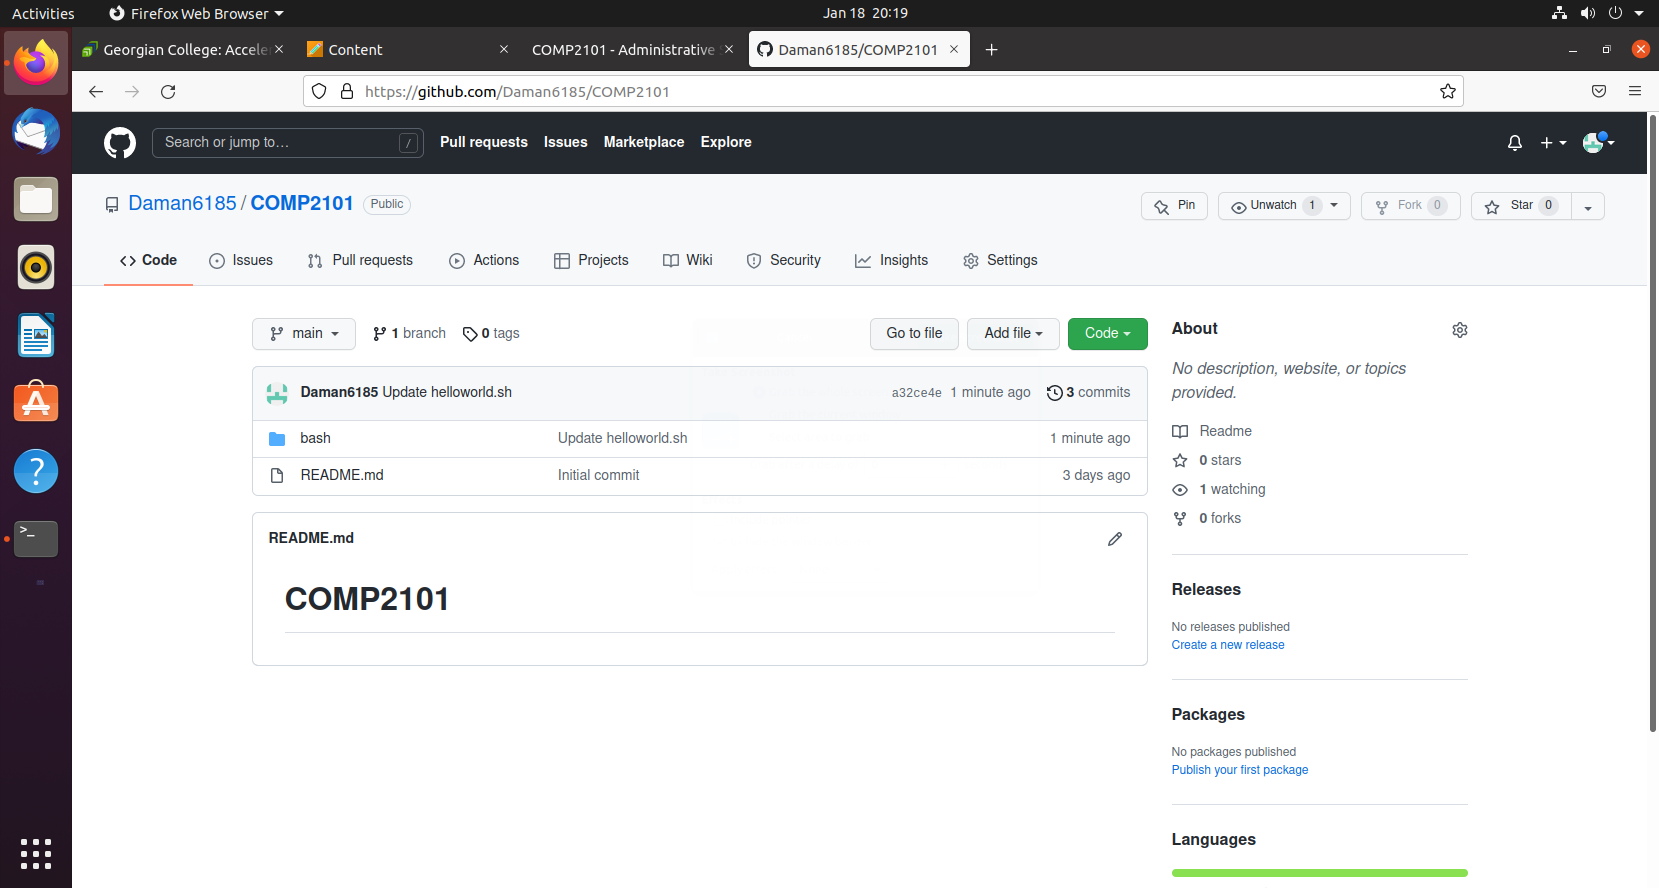 Activities Firefox Web Browser Jan 18 20:19
Georgian College: Accele Content COMP2101 - Administrative Daman6185/COMP2101
https://github.com/Daman6185/COMP2101
Search or jump to… / Pull requests Issues Marketplace Explore
Daman6185 / COMP2101 Public Pin Unwatch 1 Fork 0 Star 0
Code Issues Pull requests Actions Projects Wiki Security Insights Settings
main 1 branch 0 tags Go to file Add file Code
Daman6185 Update helloworld.sh a32ce4e 1 minute ago 3 commits
bash Update helloworld.sh 1 minute ago
README.md Initial commit 3 days ago
README.md
COMP2101
About
No description, website, or topics
provided.
Readme
0 stars
1 watching
0 forks
Releases
No releases published
Create a new release
Packages
No packages published
Publish your first package
Languages